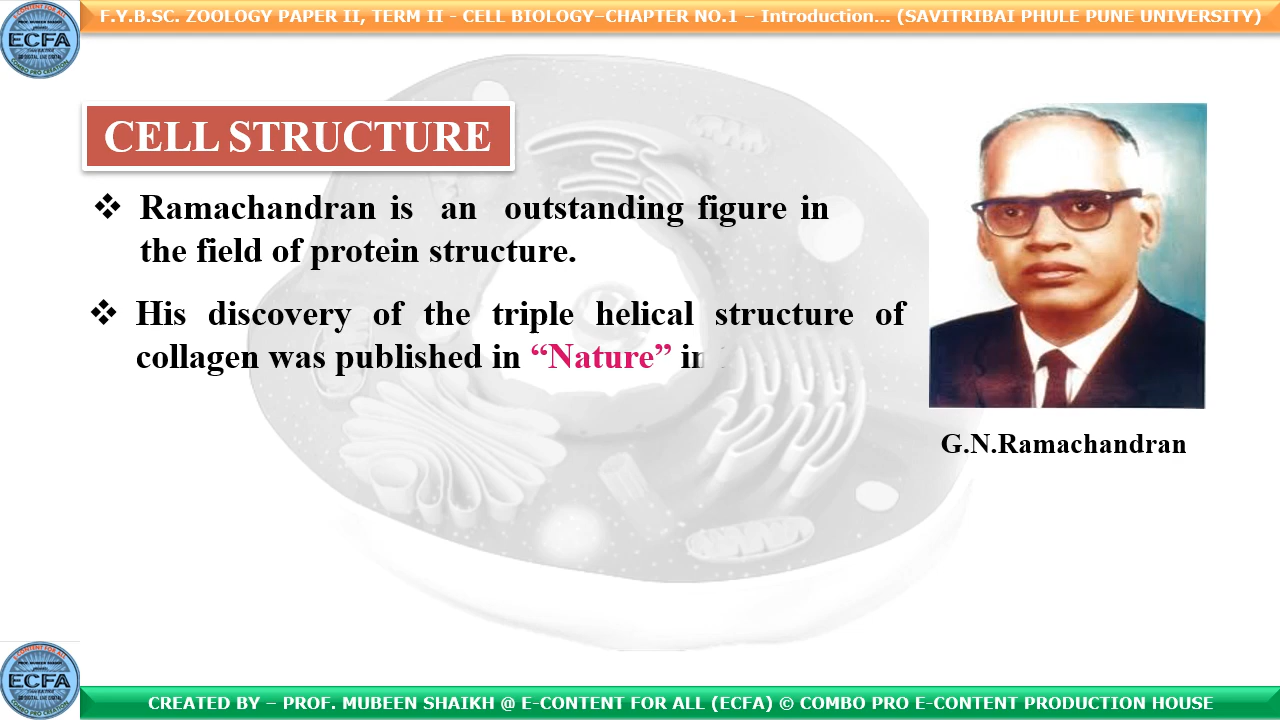 F.Y.B.SC. ZOOLOGY PAPER II, TERM II - CELL BIOLOGY–CHAPTER NO.1 – Introduction... (SAVITRIBAI PHULE PUNE UNIVERSITY)
ECFA
CELL STRUCTURE
Ramachandran is an outstanding figure in
the field of protein structure.
His discovery of the triple helical structure of
collagen was published in “Nature” in
G.N.Ramachandran
ECFA
CREATED BY – PROF. MUBEEN SHAIKH @ E-CONTENT FOR ALL (ECFA) © COMBO PRO E-CONTENT PRODUCTION HOUSE